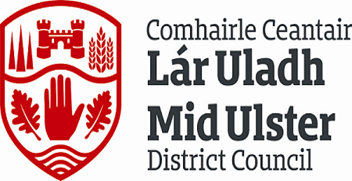 Comhairle Ceantair
Lár Uladh
Mid Ulster
District Council